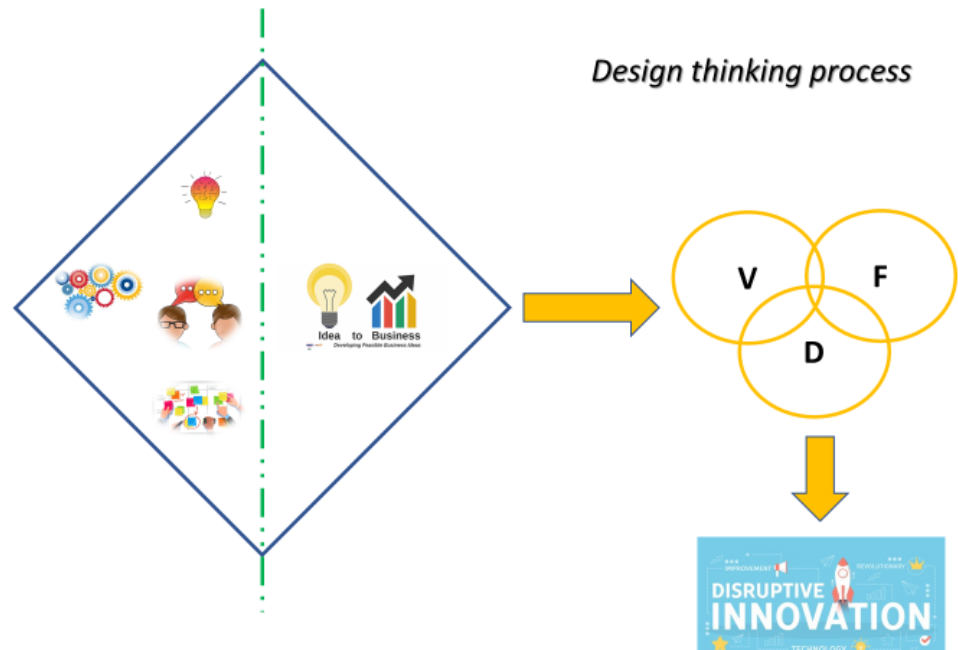 Design thinking process
Idea to Business
Developing Feasible Business Ideas
V
F
D
IMPROVEMENT
REVOLUTIONARY
DISRUPTIVE
INNOVATION
TECHNOLOGY